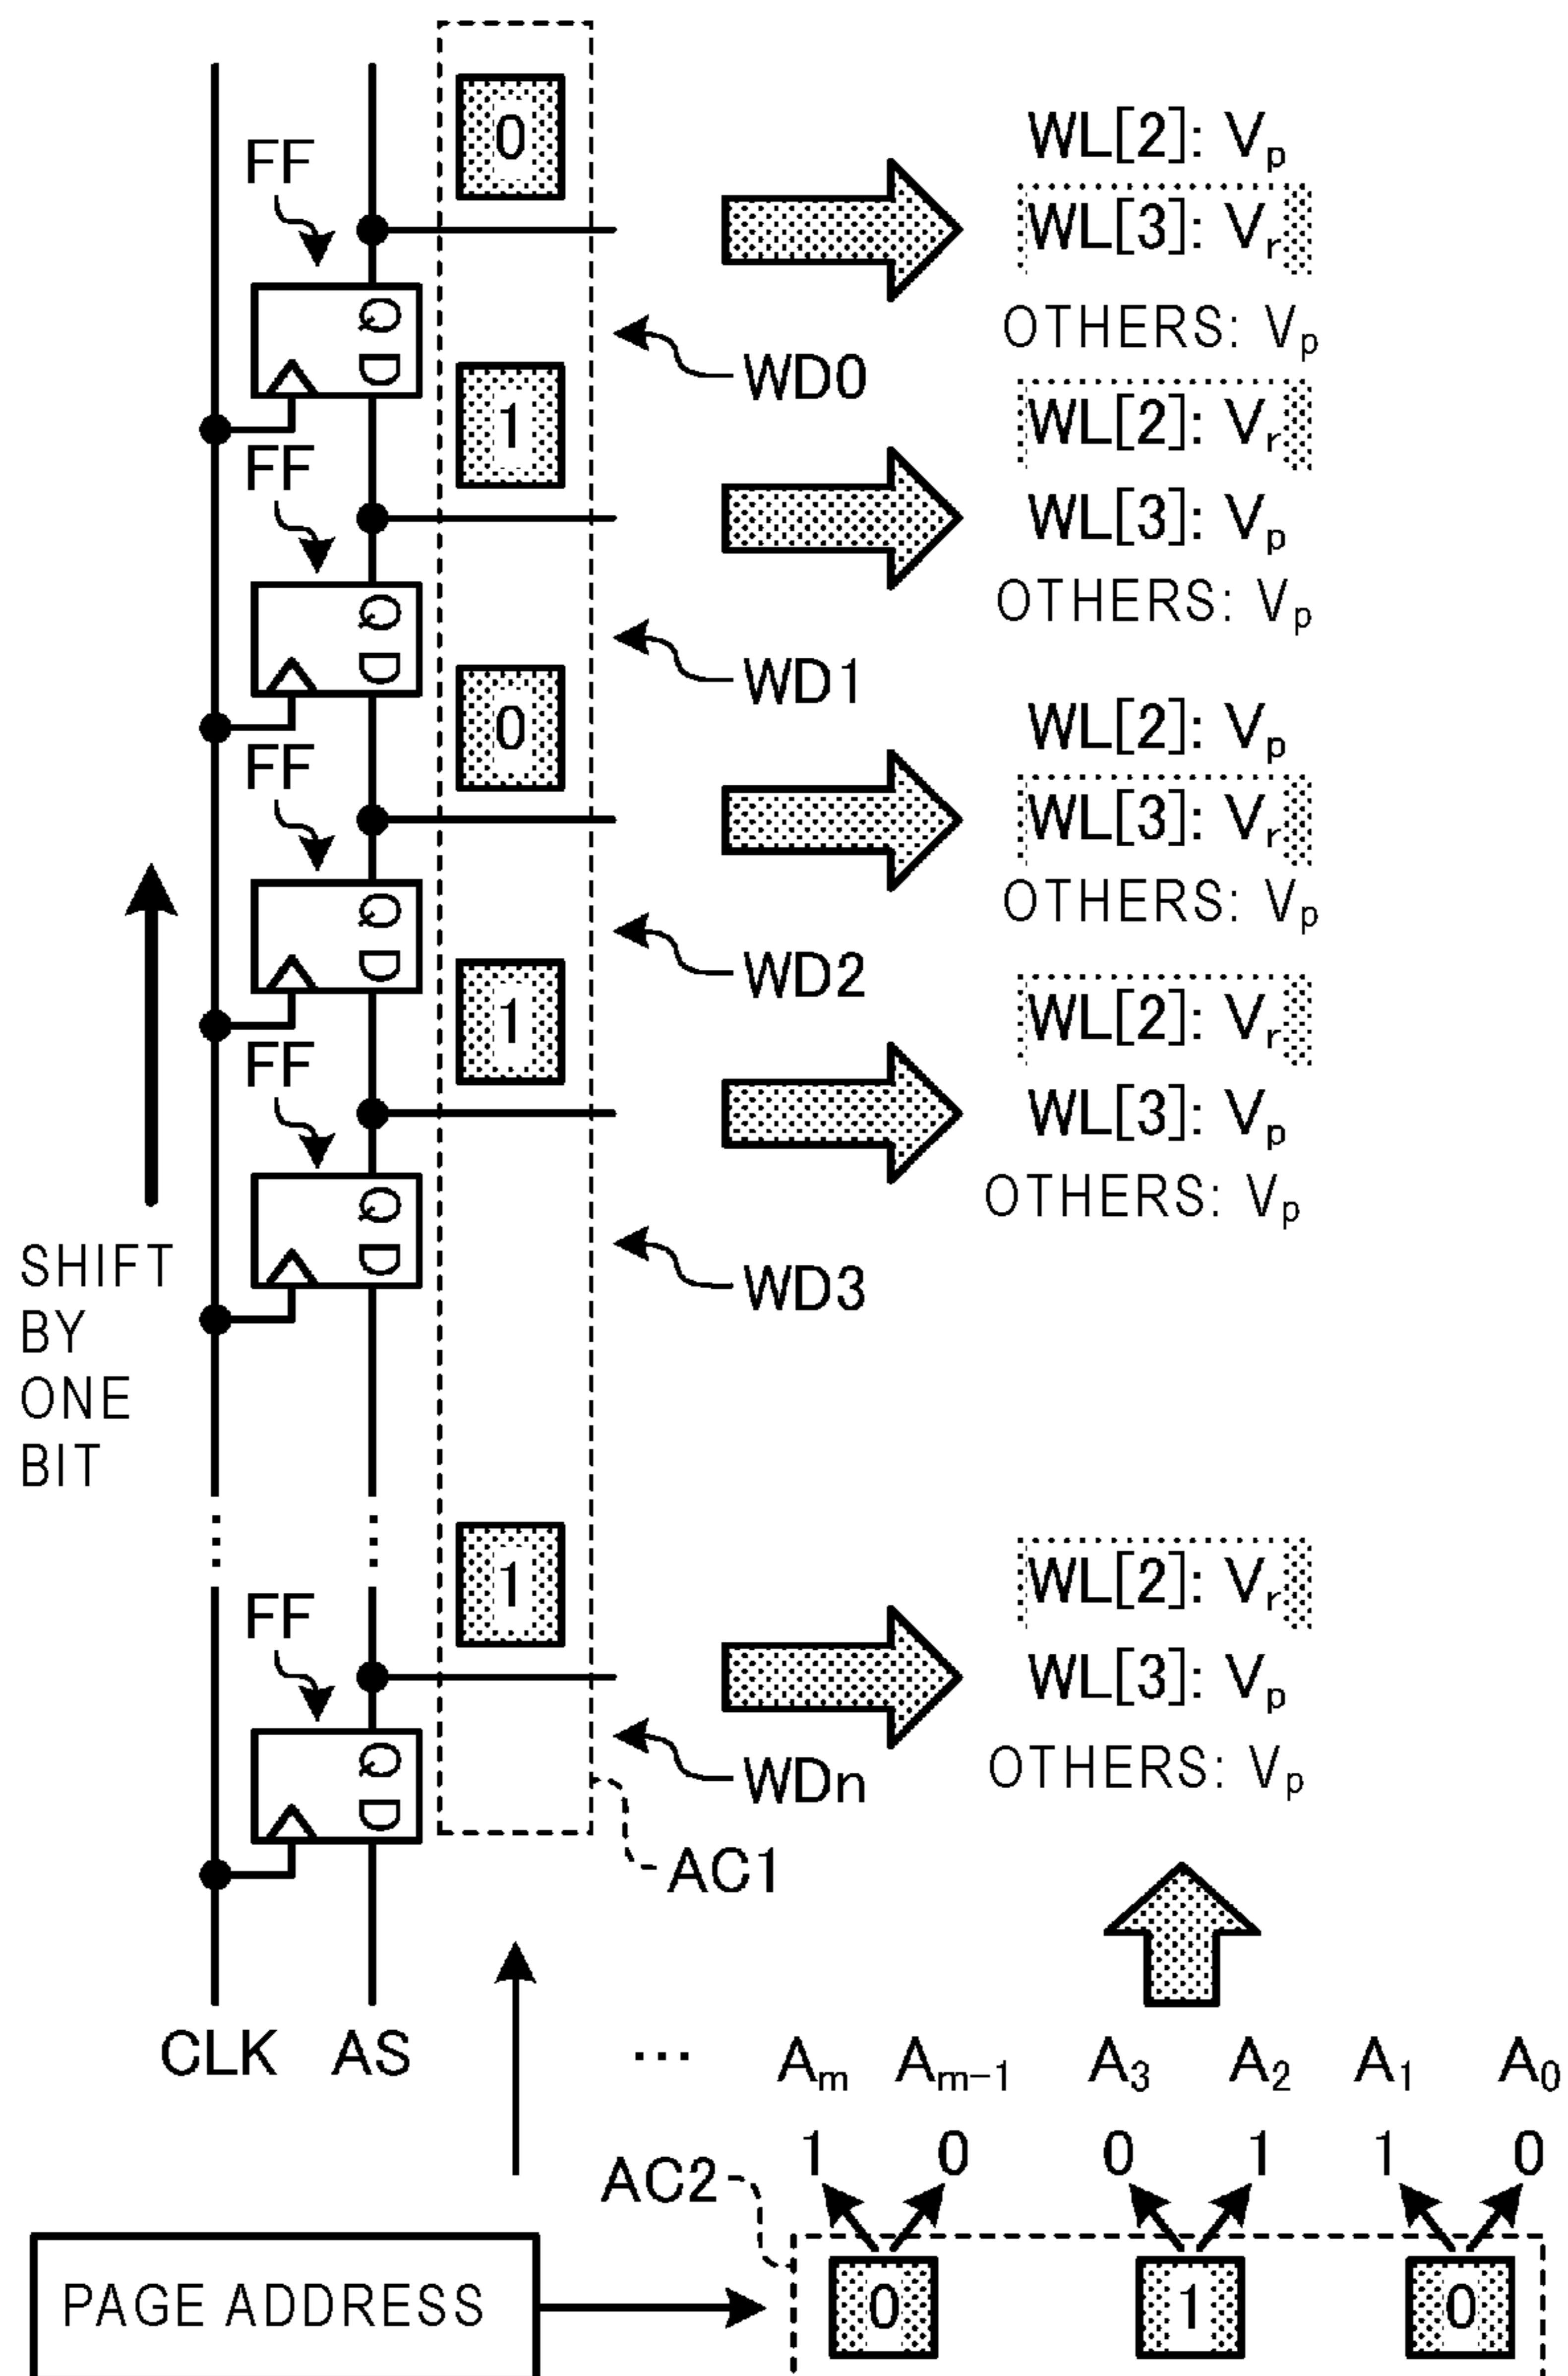 0
WL[2]: Vp
FF
WL[3]: Vr
Q D
OTHERS: Vp
WD0
1
WL[2]: Vr
FF
WL[3]: Vp
Q D
OTHERS: Vp
WD1
0
WL[2]: Vp
FF
WL[3]: Vr
Q D
OTHERS: Vp
WD2
1
WL[2]: Vr
FF
WL[3]: Vp
Q D
OTHERS: Vp
WD3
SHIFT
BY
ONE
BIT
1
WL[2]: Vr
FF
WL[3]: Vp
Q D
OTHERS: Vp
WDn
AC1
CLK AS
... Am Am-1 A3 A2 A1 A0
1 0 0 1 1 0
AC2
PAGE ADDRESS
0 1 0